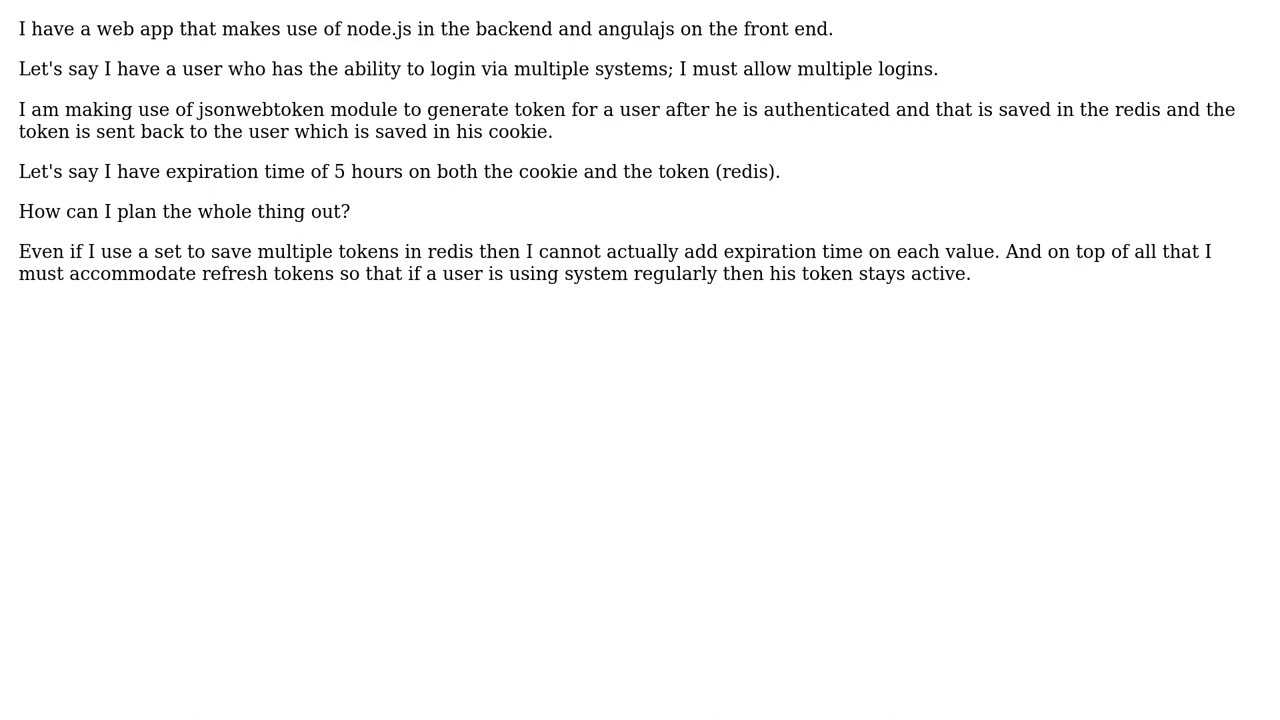 I have a web app that makes use of node.js in the backend and angulajs on the front end.
Let's say I have a user who has the ability to login via multiple systems; I must allow multiple logins.
I am making use of jsonwebtoken module to generate token for a user after he is authenticated and that is saved in the redis and the
token is sent back to the user which is saved in his cookie.
Let's say I have expiration time of 5 hours on both the cookie and the token (redis).
How can I plan the whole thing out?
Even if I use a set to save multiple tokens in redis then I cannot actually add expiration time on each value. And on top of all that I
must accommodate refresh tokens so that if a user is using system regularly then his token stays active.